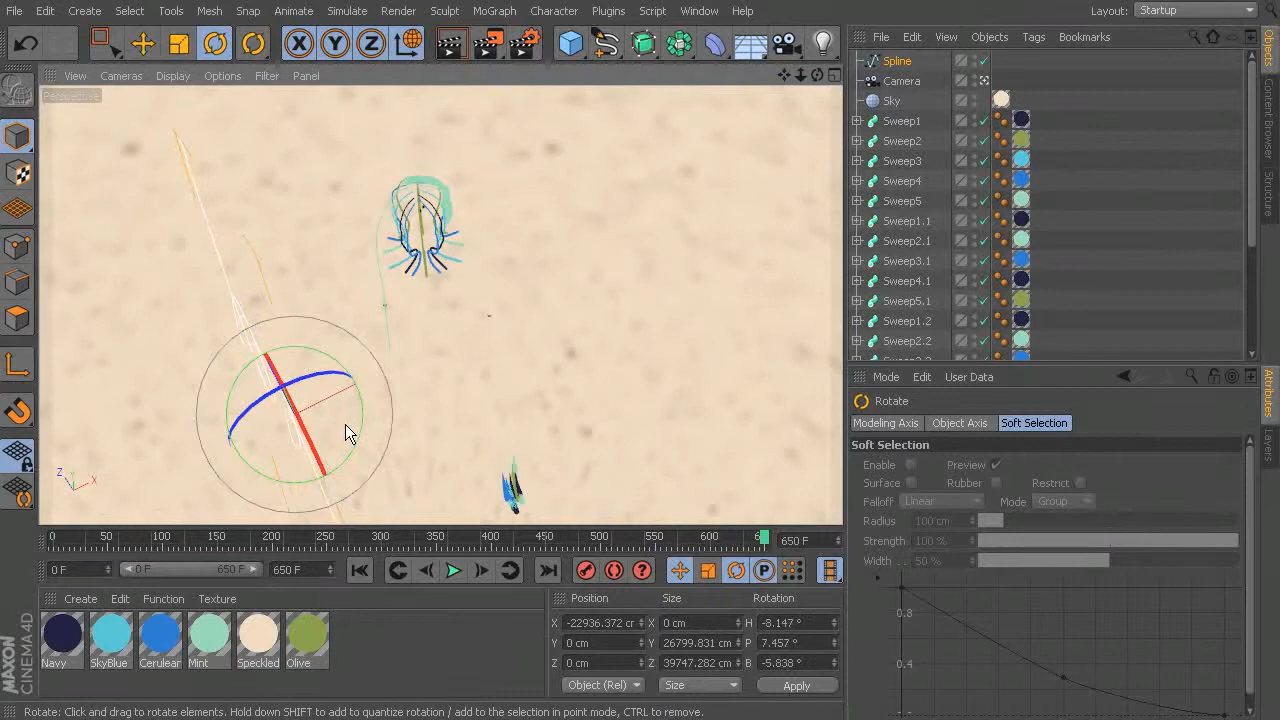 File Edit Create Select Tools Mesh Snap Animate Simulate Render Sculpt MoGraph Character Plugins Script Window Help Layout: Startup
X Y Z
File Edit View Objects Tags Bookmarks
View Cameras Display Options Filter Panel
Perspective
Spline
Camera
Sky
Sweep1
Sweep2
Sweep3
Sweep4
Sweep5
Sweep1.1
Sweep2.1
Sweep3.1
Sweep4.1
Sweep5.1
Sweep1.2
Sweep2.2
Objects
Content Browser
Structure
Z X
Mode Edit User Data
Rotate
Modeling Axis Object Axis Soft Selection
Soft Selection
Enable Preview
Surface Rubber Restrict
Falloff Linear Mode Group
Radius 100 cm
Strength 100 %
Width 50 %
0.8
0.4
Attributes
Layers
0 50 100 150 200 250 300 350 400 450 500 550 600 650 F
0 F 0 F 650 F 650 F
Create Edit Function Texture
Navy SkyBlue Cerulear Mint Speckled Olive
Position Size Rotation
X -22936.372 cr X 0 cm H -8.147 °
Y 0 cm Y 26799.831 cm P 7.457 °
Z 0 cm Z 39747.282 cm B -5.838 °
Object (Rel) Size Apply
MAXON
CINEMA 4D
Rotate: Click and drag to rotate elements. Hold down SHIFT to add to quantize rotation / add to the selection in point mode, CTRL to remove.